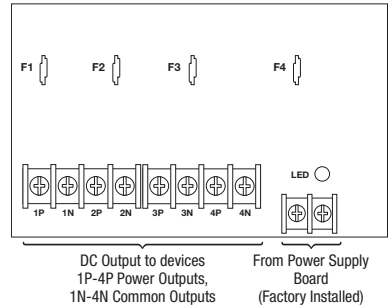 F1 F2 F3 F4
LED
1P 1N 2P 2N 3P 3N 4P 4N
DC Output to devices
1P-4P Power Outputs,
1N-4N Common Outputs
From Power Supply
Board
(Factory Installed)